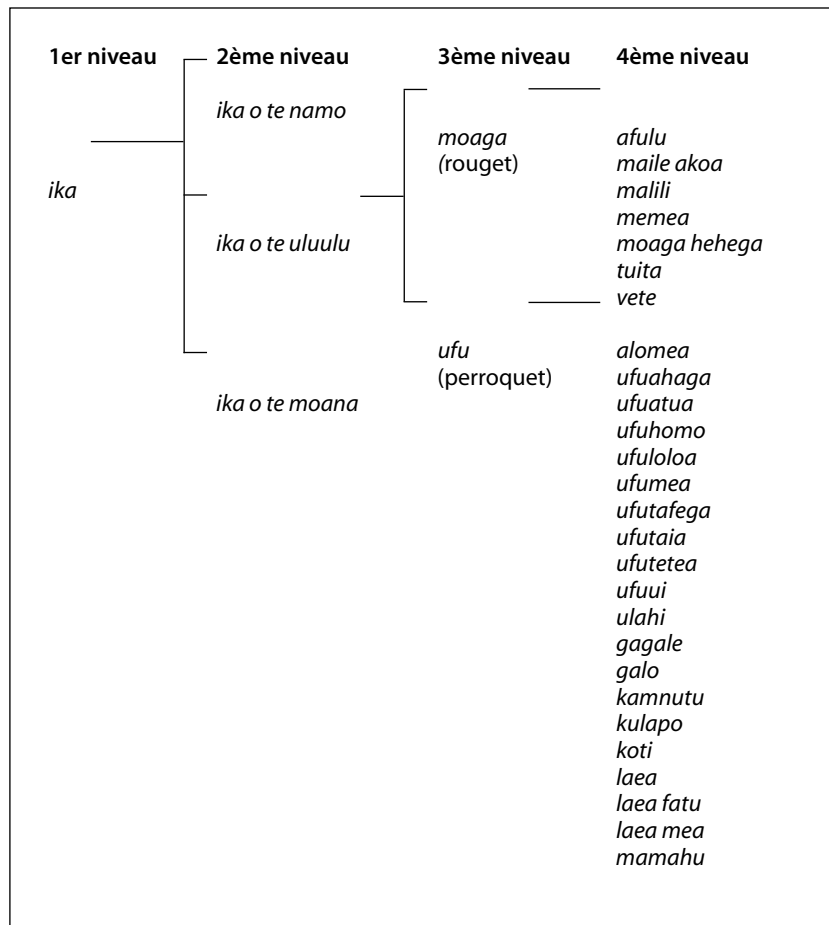 1er niveau 2ème niveau 3ème niveau 4ème niveau
ika o te namo
moaga afulu
(rouget) maile akoa
ika malili
memea
ika o te uluulu moaga hehega
tuita
vete
ufu alomea
(perroquet) ufuahaga
ika o te moana ufuatua
ufuhomo
ufuloloa
ufumea
ufutafega
ufutaia
ufutetea
ufuui
ulahi
gagale
galo
kamnutu
kulapo
koti
laea
laea fatu
laea mea
mamahu